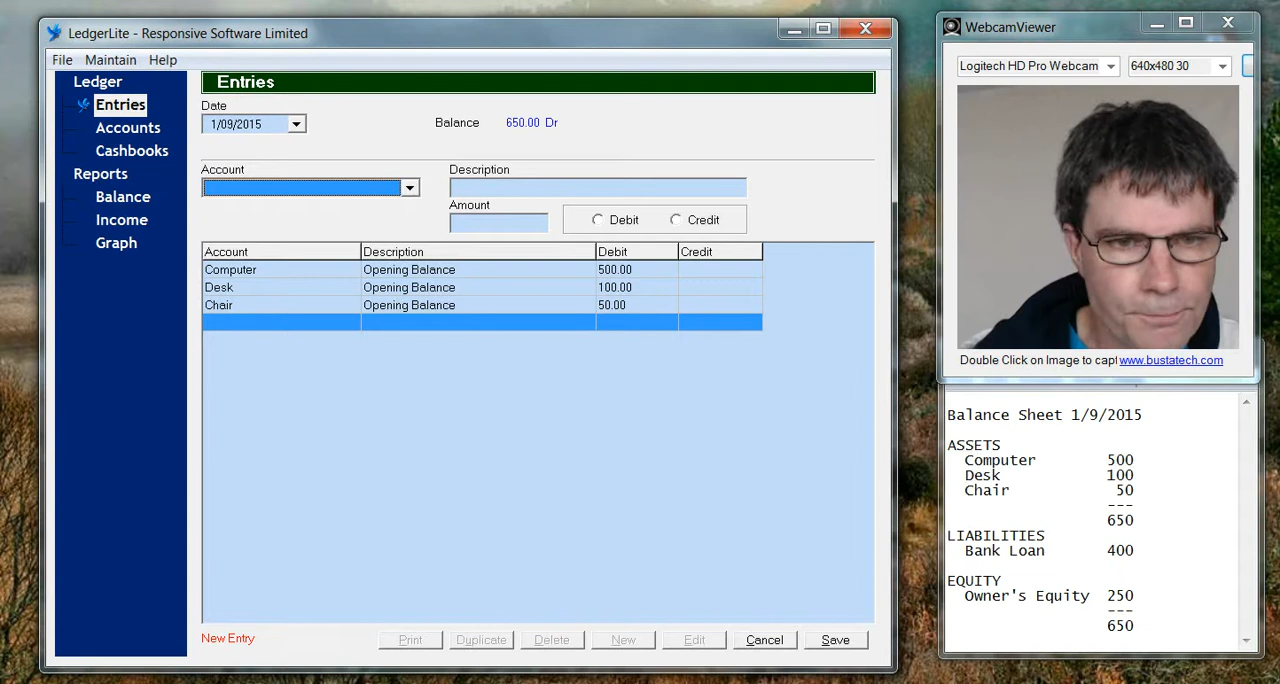 LedgerLite - Responsive Software Limited
File Maintain Help
Ledger
Entries
Accounts
Cashbooks
Reports
Balance
Income
Graph
Entries
Date
1/09/2015
Balance 650.00 Dr
Account
Description
Amount
Debit Credit
Account Description Debit Credit
Computer Opening Balance 500.00
Desk Opening Balance 100.00
Chair Opening Balance 50.00
New Entry
Print Duplicate Delete New Edit Cancel Save
WebcamViewer
Logitech HD Pro Webcam 640x480 30
Double Click on Image to capt www.bustatech.com
Balance Sheet 1/9/2015
ASSETS
Computer 500
Desk 100
Chair 50
---
650
LIABILITIES
Bank Loan 400
EQUITY
Owner's Equity 250
---
650